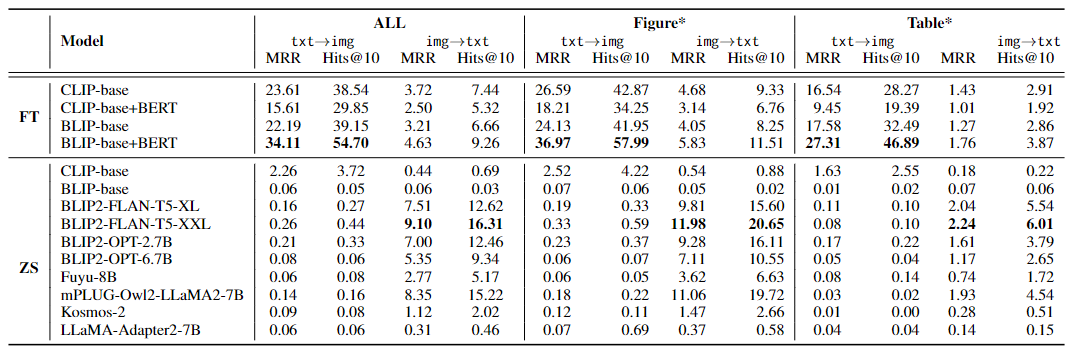 ALL Figure* Table*
Model txt→img img→txt txt→img img→txt txt→img img→txt
MRR Hits@10 MRR Hits@10 MRR Hits@10 MRR Hits@10 MRR Hits@10 MRR Hits@10
FT
CLIP-base 23.61 38.54 3.72 7.44 26.59 42.87 4.68 9.33 16.54 28.27 1.43 2.91
CLIP-base+BERT 15.61 29.85 2.50 5.32 18.21 34.25 3.14 6.76 9.45 19.39 1.01 1.92
BLIP-base 22.19 39.15 3.21 6.66 24.13 41.95 4.05 8.25 17.58 32.49 1.27 2.86
BLIP-base+BERT 34.11 54.70 4.63 9.26 36.97 57.99 5.83 11.51 27.31 46.89 1.76 3.87
ZS
CLIP-base 2.26 3.72 0.44 0.69 2.52 4.22 0.54 0.88 1.63 2.55 0.18 0.22
BLIP-base 0.06 0.05 0.06 0.03 0.07 0.06 0.05 0.02 0.01 0.02 0.07 0.06
BLIP2-FLAN-T5-XL 0.16 0.27 7.51 12.62 0.19 0.33 9.81 15.60 0.11 0.10 2.04 5.54
BLIP2-FLAN-T5-XXL 0.26 0.44 9.10 16.31 0.33 0.59 11.98 20.65 0.08 0.10 2.24 6.01
BLIP2-OPT-2.7B 0.21 0.33 7.00 12.46 0.23 0.37 9.28 16.11 0.17 0.22 1.61 3.79
BLIP2-OPT-6.7B 0.08 0.06 5.35 9.34 0.06 0.07 7.11 10.55 0.05 0.04 1.17 2.65
Fuyu-8B 0.06 0.08 2.77 5.17 0.06 0.05 3.62 6.63 0.08 0.14 0.74 1.72
mPLUG-Owl2-LLaMA2-7B 0.14 0.16 8.35 15.22 0.18 0.22 11.06 19.72 0.03 0.02 1.93 4.54
Kosmos-2 0.09 0.08 1.12 2.02 0.12 0.11 1.47 2.66 0.01 0.00 0.28 0.51
LLaMA-Adapter2-7B 0.06 0.06 0.31 0.46 0.07 0.69 0.37 0.58 0.04 0.04 0.14 0.15